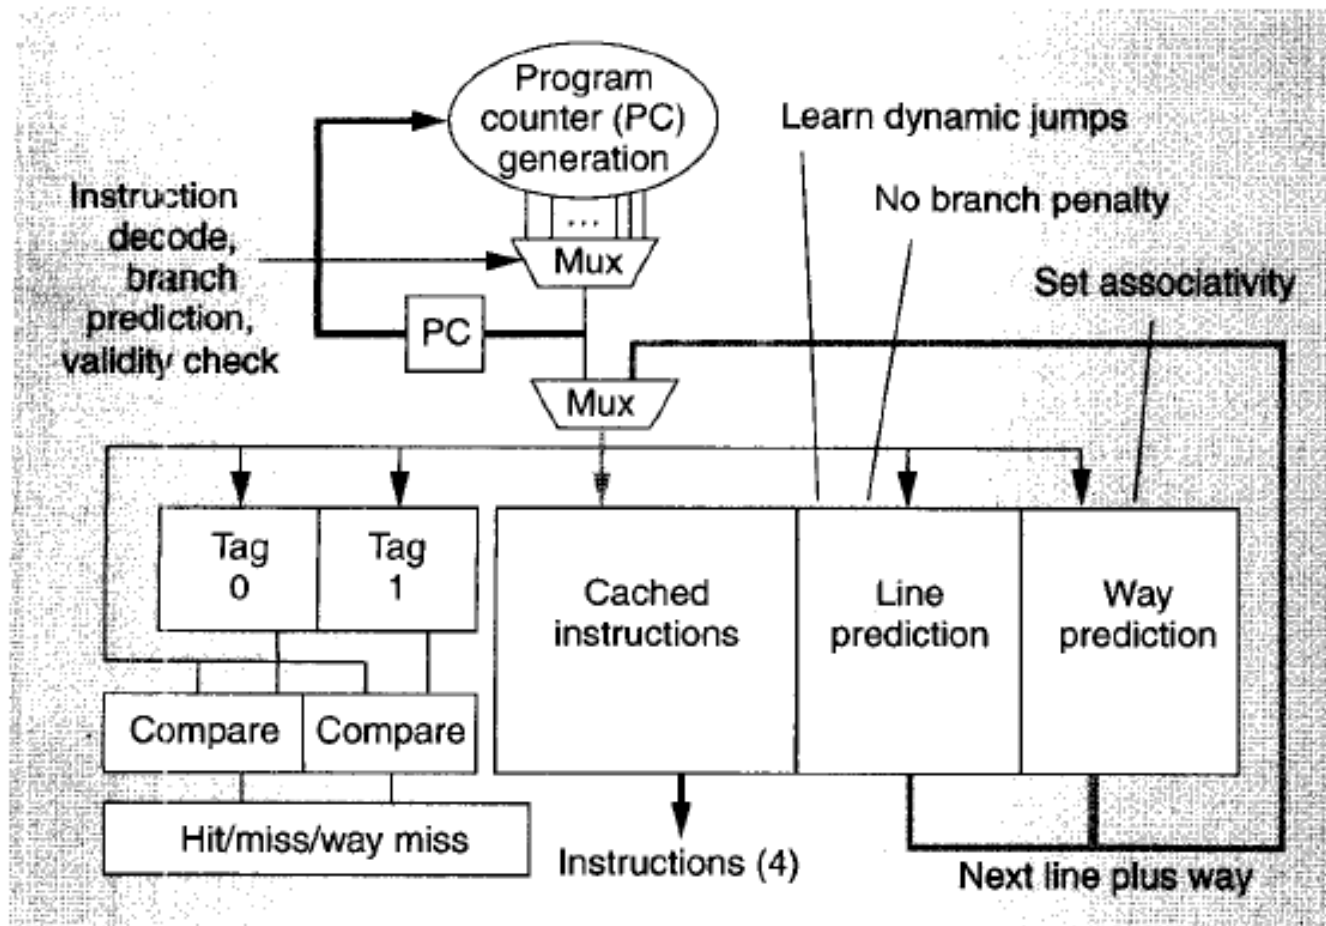 Program
counter (PC)
generation
Learn dynamic jumps
No branch penalty
Set associativity
Instruction
decode,
branch
prediction,
validity check
...
Mux
PC
Mux
Tag
0
Tag
1
Cached
instructions
Line
prediction
Way
prediction
Compare
Compare
Hit/miss/way miss
Instructions (4)
Next line plus way